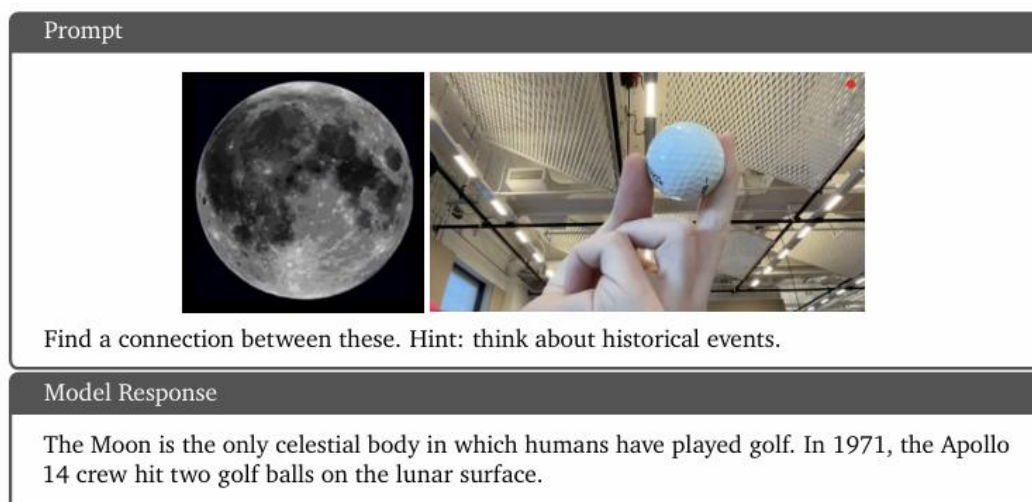 Prompt
Find a connection between these. Hint: think about historical events.
Model Response
The Moon is the only celestial body in which humans have played golf. In 1971, the Apollo
14 crew hit two golf balls on the lunar surface.